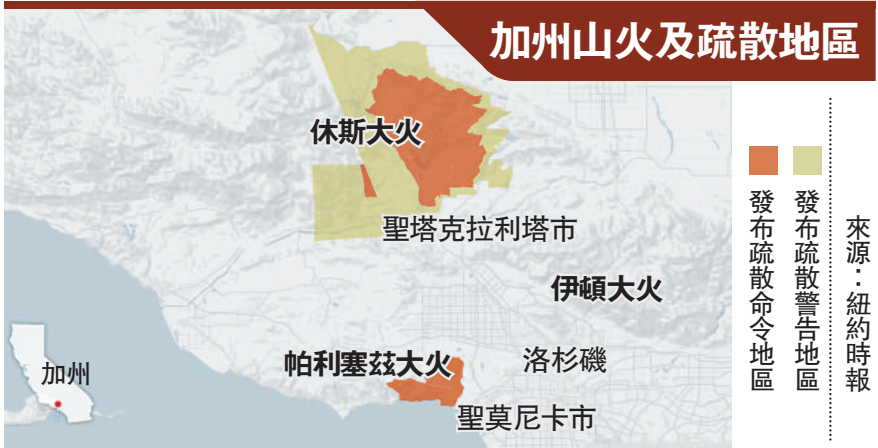 加州山火及疏散地區
休斯大火
聖塔克拉利塔市
伊頓大火
帕利塞茲大火
洛杉磯
聖莫尼卡市
加州
來源：紐約時報
發布疏散警告地區
發布疏散命令地區